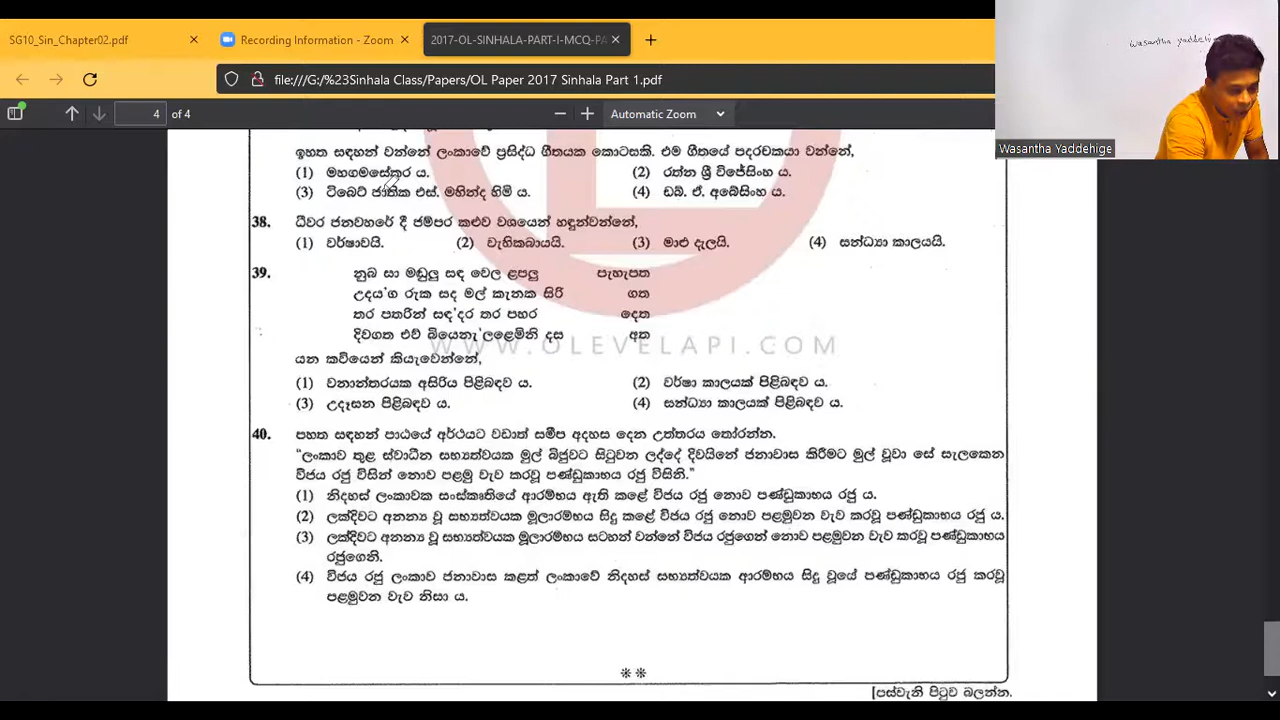 SG10_Sin_Chapter02.pdf
Recording Information - Zoom
2017-OL-SINHALA-PART-I-MCQ-PA
file:///G:/%23Sinhala Class/Papers/OL Paper 2017 Sinhala Part 1.pdf
4 of 4
Automatic Zoom
wasantha yaddehi
Wasantha Yaddehige
ඉහත සඳහන් වන්නේ ලංකාවේ ප්‍රසිද්ධ ගීතයක කොටසකි. එම ගීතයේ පදරචකයා වන්නේ,
(1) මහගමසේකර ය. (2) රත්න ශ්‍රී විජේසිංහ ය.
(3) ටිබෙට් ජාතික එස්. මහින්ද හිමි ය. (4) ඩබ්. ඒ. අබේසිංහ ය.
38. ධීවර ජනවහරේ දී ජම්පර කළුව වශයෙන් හඳුන්වන්නේ,
(1) වර්ෂාවයි. (2) වැහිකබායයි. (3) මාළු දැලයි. (4) සන්ධ්‍යා කාලයයි.
39. නුබ සා මඬුලු සඳ වෙල ළපලු පැහැපත
උදය'ග රුක සද මල් කැනක සිරි ගත
තර පතරින් සඳ'දර තර පහර දෙත
දිවගත එව් බියෙනැ'ලළෙමිනි දස අත
WWW.OLEVELAPI.COM
යන කවියෙන් කියැවෙන්නේ,
(1) වනාන්තරයක අසිරිය පිළිබඳව ය. (2) වර්ෂා කාලයක් පිළිබඳව ය.
(3) උදෑසන පිළිබඳව ය. (4) සන්ධ්‍යා කාලයක් පිළිබඳව ය.
40. පහත සඳහන් පාඨයේ අර්ථයට වඩාත් සමීප අදහස දෙන උත්තරය තෝරන්න.
"ලංකාව තුළ ස්වාධීන සභ්‍යත්වයක මුල් බිජුවට සිටුවන ලද්දේ දිවයිනේ ජනාවාස කිරීමට මුල් වූවා සේ සැලකෙන
විජය රජු විසින් නොව පළමු වැව කරවූ පණ්ඩුකාභය රජු විසිනි."
(1) නිදහස් ලංකාවක සංස්කෘතියේ ආරම්භය ඇති කළේ විජය රජු නොව පණ්ඩුකාභය රජු ය.
(2) ලක්දිවට අනන්‍ය වූ සභ්‍යත්වයක මූලාරම්භය සිදු කළේ විජය රජු නොව පළමුවන වැව කරවූ පණ්ඩුකාභය රජු ය.
(3) ලක්දිවට අනන්‍ය වූ සභ්‍යත්වයක මූලාරම්භය සටහන් වන්නේ විජය රජුගෙන් නොව පළමුවන වැව කරවූ පණ්ඩුකාභය
රජුගෙනි.
(4) විජය රජු ලංකාව ජනාවාස කළත් ලංකාවේ නිදහස් සභ්‍යත්වයක ආරම්භය සිදු වූයේ පණ්ඩුකාභය රජු කරවූ
පළමුවන වැව නිසා ය.
[පස්වැනි පිටුව බලන්න.